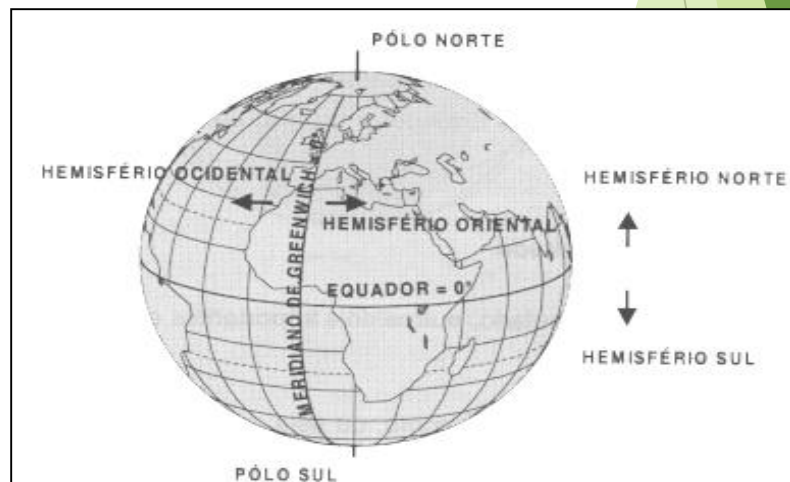 PÓLO NORTE
HEMISFÉRIO OCIDENTAL
HEMISFÉRIO NORTE
HEMISFÉRIO ORIENTAL
MERIDIANO DE GREENWICH = 0°
EQUADOR = 0°
HEMISFÉRIO SUL
PÓLO SUL